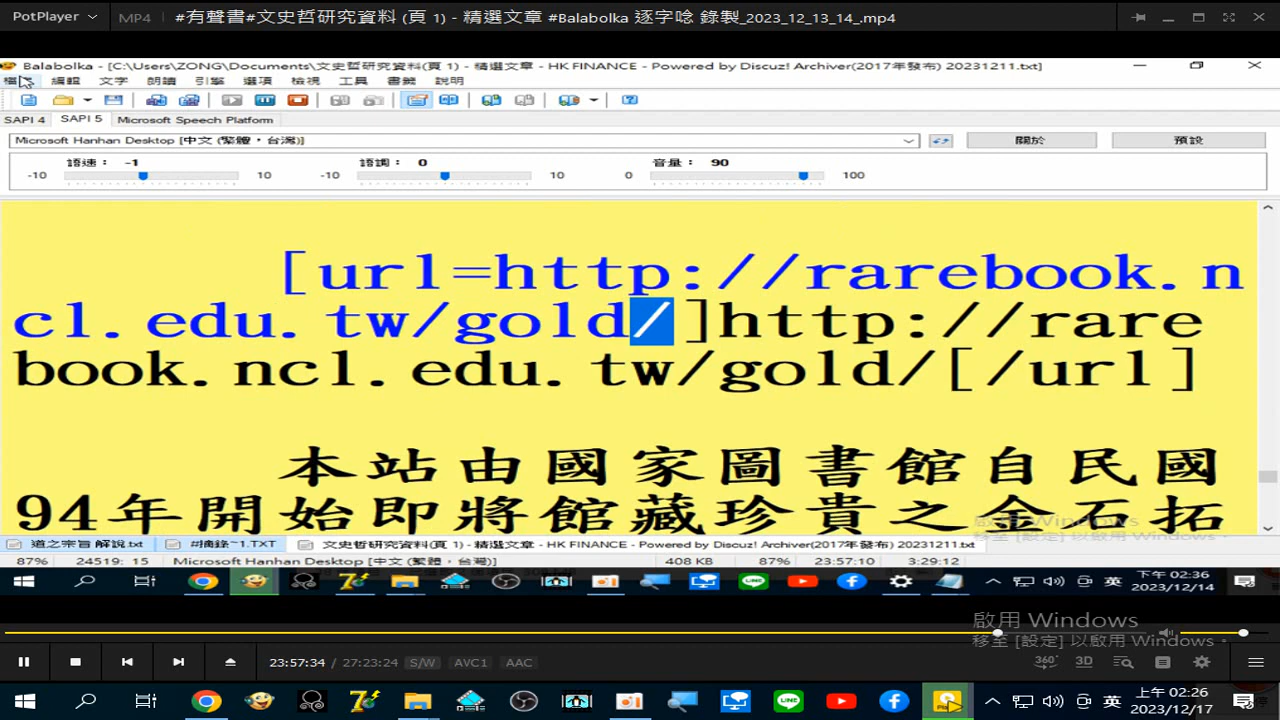 PotPlayer MP4 #有聲書#文史哲研究資料 (頁 1) - 精選文章 #Balabolka 逐字唸 錄製_2023_12_13_14_.mp4
Balabolka - [C:\Users\ZONG\Documents\文史哲研究資料(頁 1) - 精選文章 - HK FINANCE - Powered by Discuz! Archiver(2017年發布) 20231211.txt]
檔案 編輯 文字 朗讀 引擎 選項 檢視 工具 書籤 說明
SAPI 4 SAPI 5 Microsoft Speech Platform
Microsoft Hanhan Desktop [中文 (繁體，台灣)] 關於 預設
語速： -1 語調： 0 音量： 90
-10 10 -10 10 0 100
[url=http://rarebook.n
cl.edu.tw/gold/]http://rare
book.ncl.edu.tw/gold/[/url]
本站由國家圖書館自民國
94年開始即將館藏珍貴之金石拓
啟用 Windows
移至 [設定] 以啟用 Windows。
道之宗旨 解說.txt #摘錄~1.TXT 文史哲研究資料(頁 1) - 精選文章 - HK FINANCE - Powered by Discuz! Archiver(2017年發布) 20231211.txt
87% 24519: 15 Microsoft Hanhan Desktop [中文 (繁體，台灣)] 408 KB 87% 23:57:10 3:29:12
英 下午 02:36
2023/12/14
啟用 Windows
移至 [設定] 以啟用 Windows。
23:57:34 / 27:23:24 S/W AVC1 AAC 360° 3D
英 上午 02:26
2023/12/17